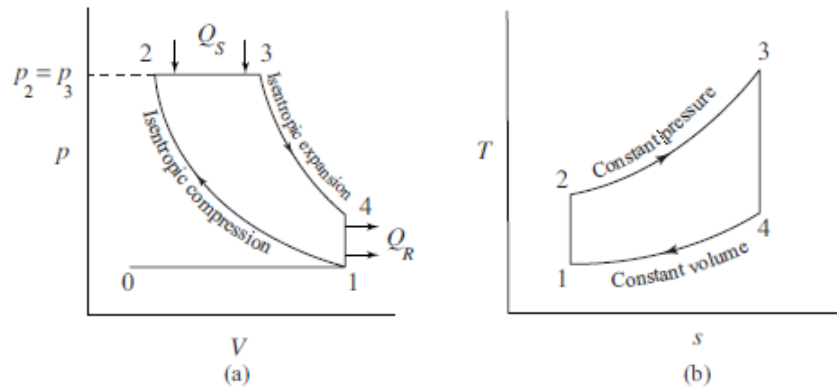 2
Q_S
3
p_2 = p_3
Isentropic expansion
p
Isentropic compression
4
Q_R
0
1
V
(a)
3
Constant pressure
T
2
4
1
Constant volume
s
(b)